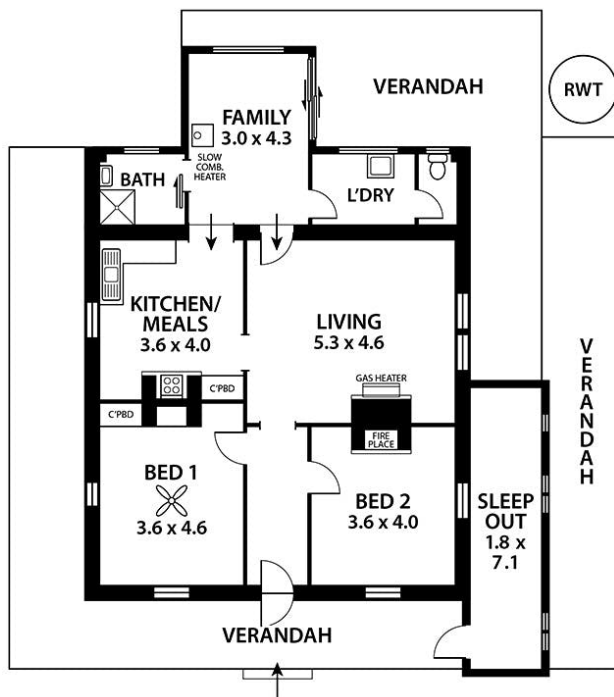 VERANDAH
RWT
FAMILY
3.0 x 4.3
SLOW
COMB.
HEATER
BATH
L'DRY
KITCHEN/
MEALS
3.6 x 4.0
LIVING
5.3 x 4.6
VERANDAH
GAS HEATER
C'PBD
C'PBD
FIRE
PLACE
BED 1
3.6 x 4.6
BED 2
3.6 x 4.0
SLEEP
OUT
1.8 x
7.1
VERANDAH